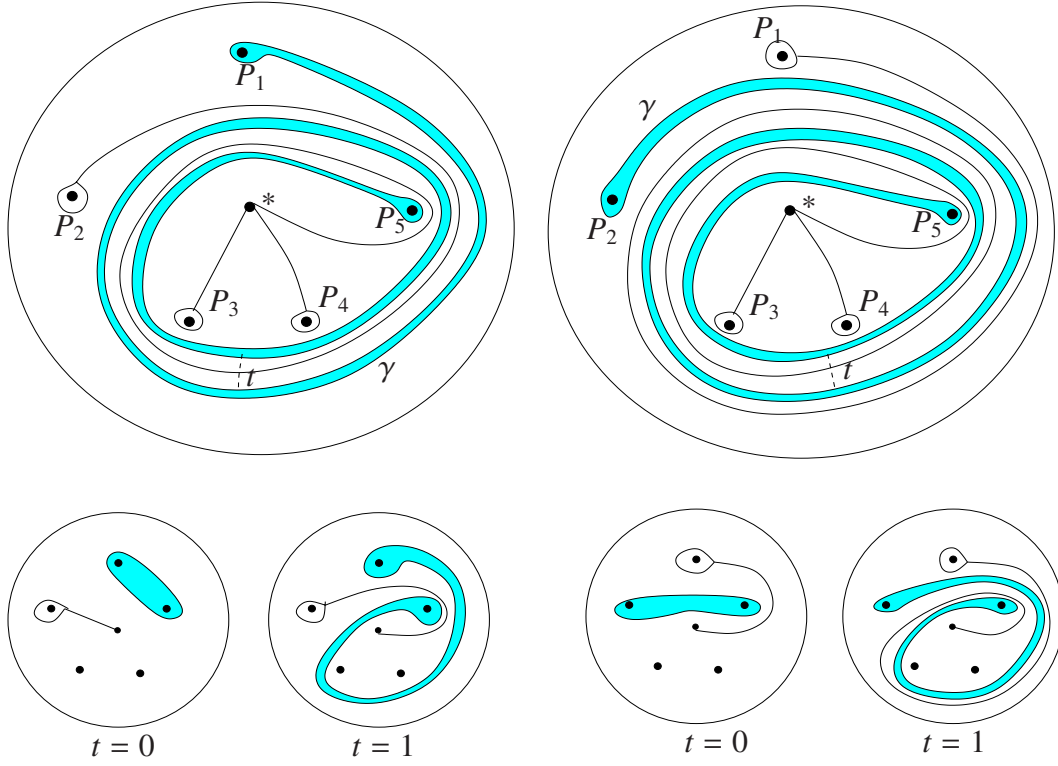 P₁
P₂
*
P₅
P₃
P₄
t
γ
P₁
γ
P₂
*
P₅
P₃
P₄
t
t = 0
t = 1
t = 0
t = 1